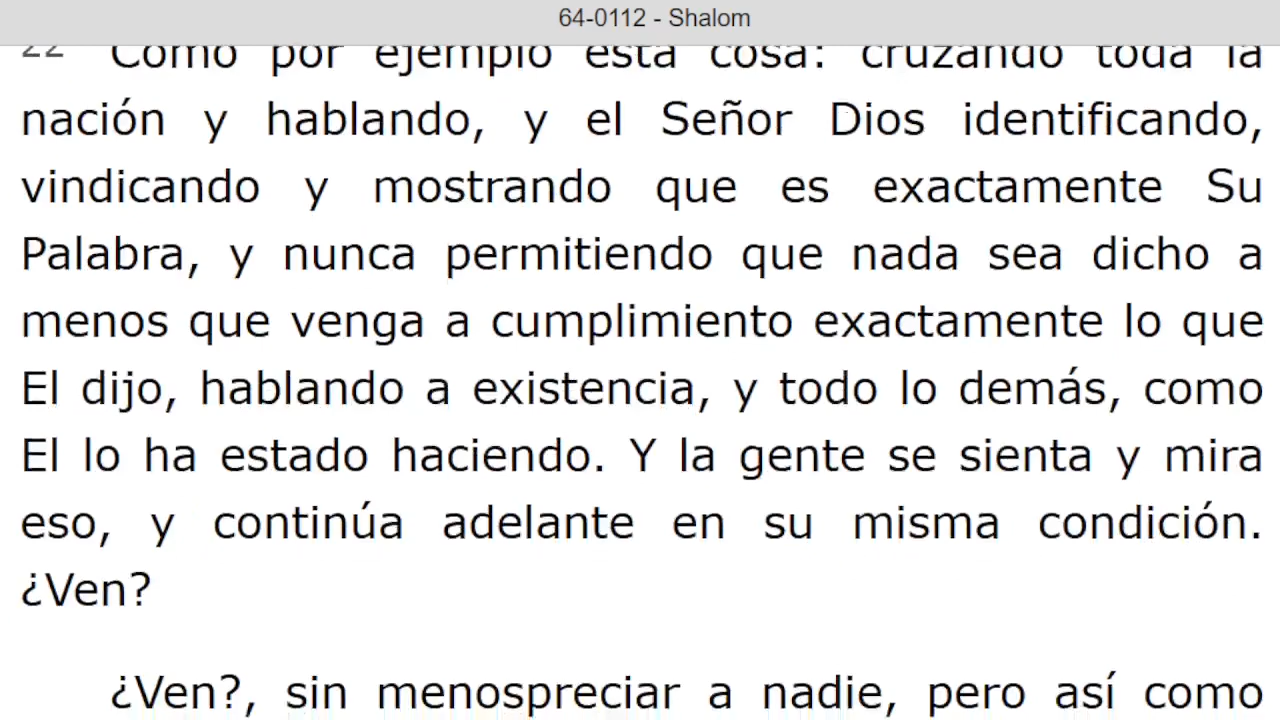 64-0112 - Shalom
22 Como por ejemplo esta cosa: cruzando toda la
nación y hablando, y el Señor Dios identificando,
vindicando y mostrando que es exactamente Su
Palabra, y nunca permitiendo que nada sea dicho a
menos que venga a cumplimiento exactamente lo que
El dijo, hablando a existencia, y todo lo demás, como
El lo ha estado haciendo. Y la gente se sienta y mira
eso, y continúa adelante en su misma condición.
¿Ven?
¿Ven?, sin menospreciar a nadie, pero así como